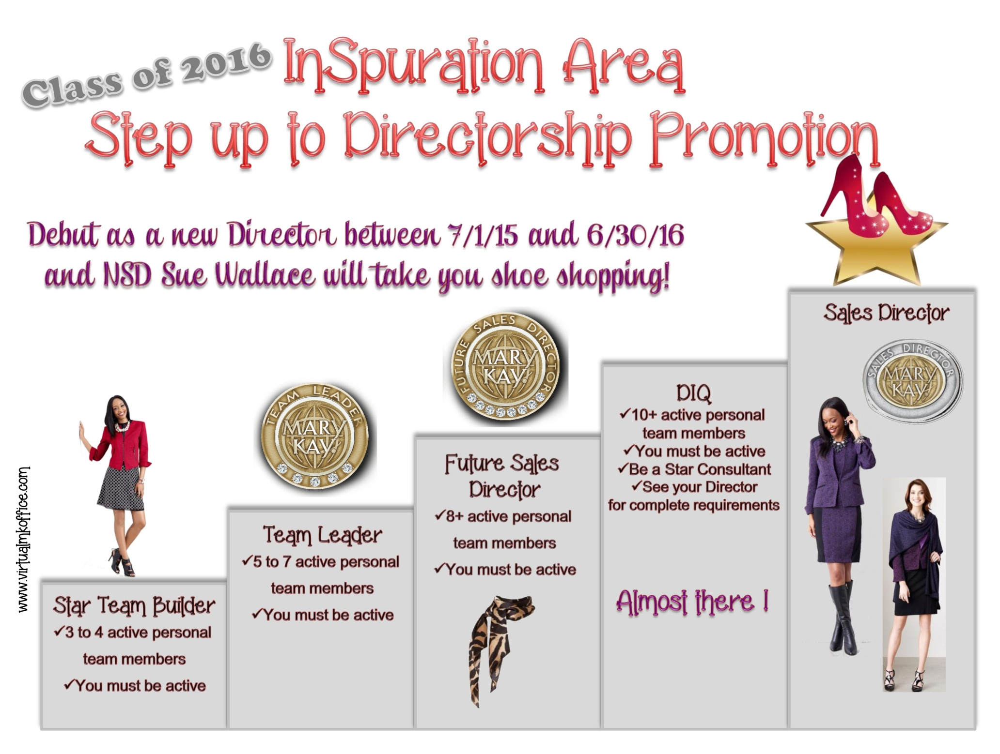 Class of 2016
InSpuration Area
Step up to Directorship Promotion
Debut as a new Director between 7/1/15 and 6/30/16
and NSD Sue Wallace will take you shoe shopping!
www.virtualmkoffice.com
Star Team Builder
✓3 to 4 active personal
team members
✓You must be active
TEAM LEADER
MARY
KAY®
Team Leader
✓5 to 7 active personal
team members
✓You must be active
FUTURE SALES DIRECTOR
MARY
KAY®
Future Sales
Director
✓8+ active personal
team members
✓You must be active
DIQ
✓10+ active personal
team members
✓You must be active
✓Be a Star Consultant
✓See your Director
for complete requirements
Almost there !
Sales Director
SALES DIRECTOR
MARY
KAY®